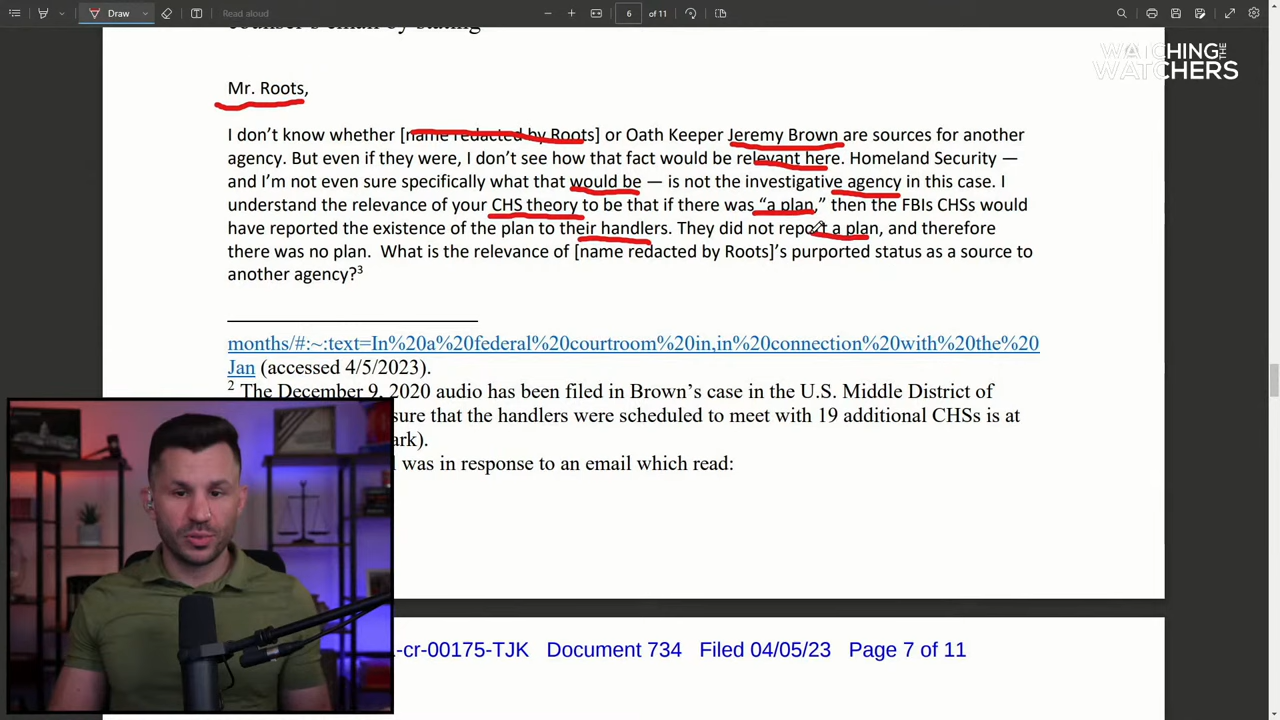 Draw
Read aloud
6 of 11
counsel's email by stating
WATCHING THE
WATCHERS
Mr. Roots,
I don't know whether [name redacted by Roots] or Oath Keeper Jeremy Brown are sources for another
agency. But even if they were, I don't see how that fact would be relevant here. Homeland Security —
and I'm not even sure specifically what that would be — is not the investigative agency in this case. I
understand the relevance of your CHS theory to be that if there was "a plan," then the FBIs CHSs would
have reported the existence of the plan to their handlers. They did not report a plan, and therefore
there was no plan. What is the relevance of [name redacted by Roots]'s purported status as a source to
another agency?3
months/#:~:text=In%20a%20federal%20courtroom%20in,in%20connection%20with%20the%20
Jan (accessed 4/5/2023).
2 The December 9, 2020 audio has been filed in Brown's case in the U.S. Middle District of
sure that the handlers were scheduled to meet with 19 additional CHSs is at
ark).
was in response to an email which read:
-cr-00175-TJK Document 734 Filed 04/05/23 Page 7 of 11